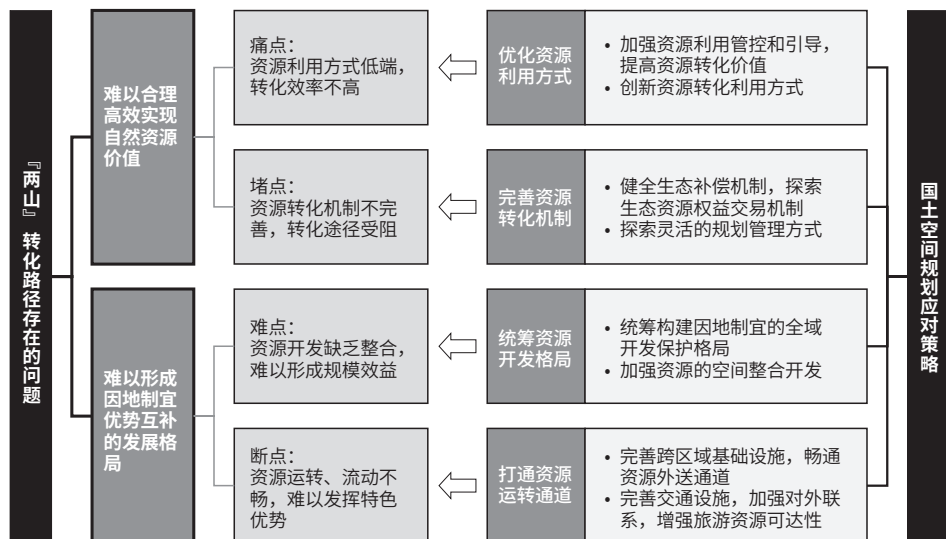 『两山』转化路径存在的问题
难以合理
高效实现
自然资源
价值
痛点：
资源利用方式低端，
转化效率不高
优化资源
利用方式
• 加强资源利用管控和引导，
提高资源转化价值
• 创新资源转化利用方式
堵点：
资源转化机制不完
善，转化途径受阻
完善资源
转化机制
• 健全生态补偿机制，探索
生态资源权益交易机制
• 探索灵活的规划管理方式
难以形成
因地制宜
优势互补
的发展格
局
难点：
资源开发缺乏整合，
难以形成规模效益
统筹资源
开发格局
• 统筹构建因地制宜的全域
开发保护格局
• 加强资源的空间整合开发
断点：
资源运转、流动不
畅，难以发挥特色
优势
打通资源
运转通道
• 完善跨区域基础设施，畅通
资源外送通道
• 完善交通设施，加强对外联
系，增强旅游资源可达性
国土空间规划应对策略